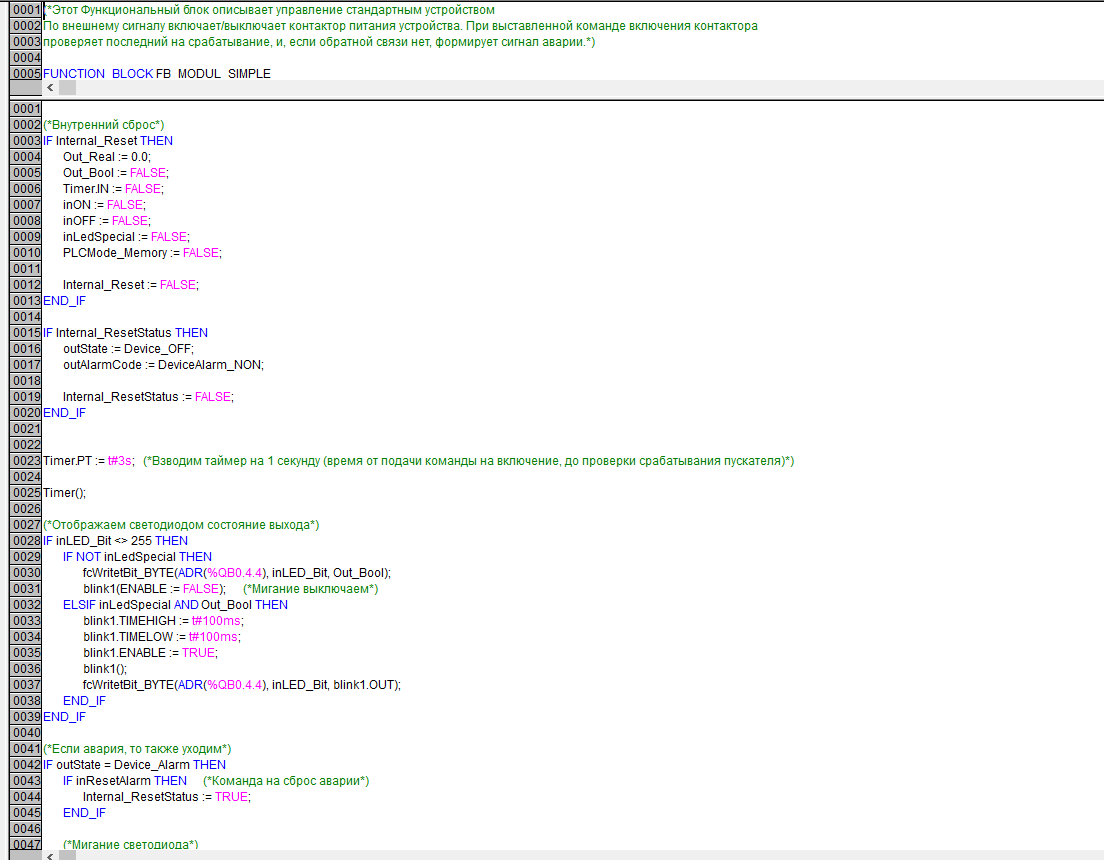 0001 (*Этот Функциональный блок описывает управление стандартным устройством
0002 По внешнему сигналу включает/выключает контактор питания устройства. При выставленной команде включения контактора
0003 проверяет последний на срабатывание, и, если обратной связи нет, формирует сигнал аварии.*)
0004
0005 FUNCTION_BLOCK FB_MODUL_SIMPLE
0001
0002 (*Внутренний сброс*)
0003 IF Internal_Reset THEN
0004 Out_Real := 0.0;
0005 Out_Bool := FALSE;
0006 Timer.IN := FALSE;
0007 inON := FALSE;
0008 inOFF := FALSE;
0009 inLedSpecial := FALSE;
0010 PLCMode_Memory := FALSE;
0011
0012 Internal_Reset := FALSE;
0013 END_IF
0014
0015 IF Internal_ResetStatus THEN
0016 outState := Device_OFF;
0017 outAlarmCode := DeviceAlarm_NON;
0018
0019 Internal_ResetStatus := FALSE;
0020 END_IF
0021
0022
0023 Timer.PT := t#3s; (*Взводим таймер на 1 секунду (время от подачи команды на включение, до проверки срабатывания пускателя)*)
0024
0025 Timer();
0026
0027 (*Отображаем светодиодом состояние выхода*)
0028 IF inLED_Bit <> 255 THEN
0029 IF NOT inLedSpecial THEN
0030 fcWritetBit_BYTE(ADR(%QB0.4.4), inLED_Bit, Out_Bool);
0031 blink1(ENABLE := FALSE); (*Мигание выключаем*)
0032 ELSIF inLedSpecial AND Out_Bool THEN
0033 blink1.TIMEHIGH := t#100ms;
0034 blink1.TIMELOW := t#100ms;
0035 blink1.ENABLE := TRUE;
0036 blink1();
0037 fcWritetBit_BYTE(ADR(%QB0.4.4), inLED_Bit, blink1.OUT);
0038 END_IF
0039 END_IF
0040
0041 (*Если авария, то также уходим*)
0042 IF outState = Device_Alarm THEN
0043 IF inResetAlarm THEN (*Команда на сброс аварии*)
0044 Internal_ResetStatus := TRUE;
0045 END_IF
0046
0047 (*Мигание светодиода*)